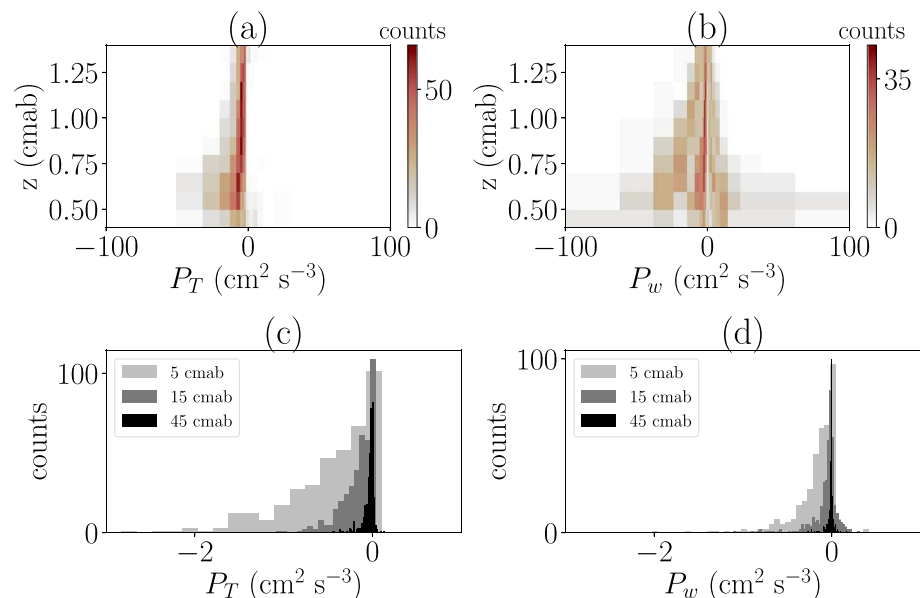 (a)
(b)
counts
counts
z (cmab)
1.25
1.00
0.75
0.50
50
0
−100
0
100
P_T (cm² s⁻³)
z (cmab)
1.25
1.00
0.75
0.50
35
0
−100
0
100
P_w (cm² s⁻³)
(c)
(d)
counts
100
0
5 cmab
15 cmab
45 cmab
−2
0
P_T (cm² s⁻³)
counts
100
0
5 cmab
15 cmab
45 cmab
−2
0
P_w (cm² s⁻³)